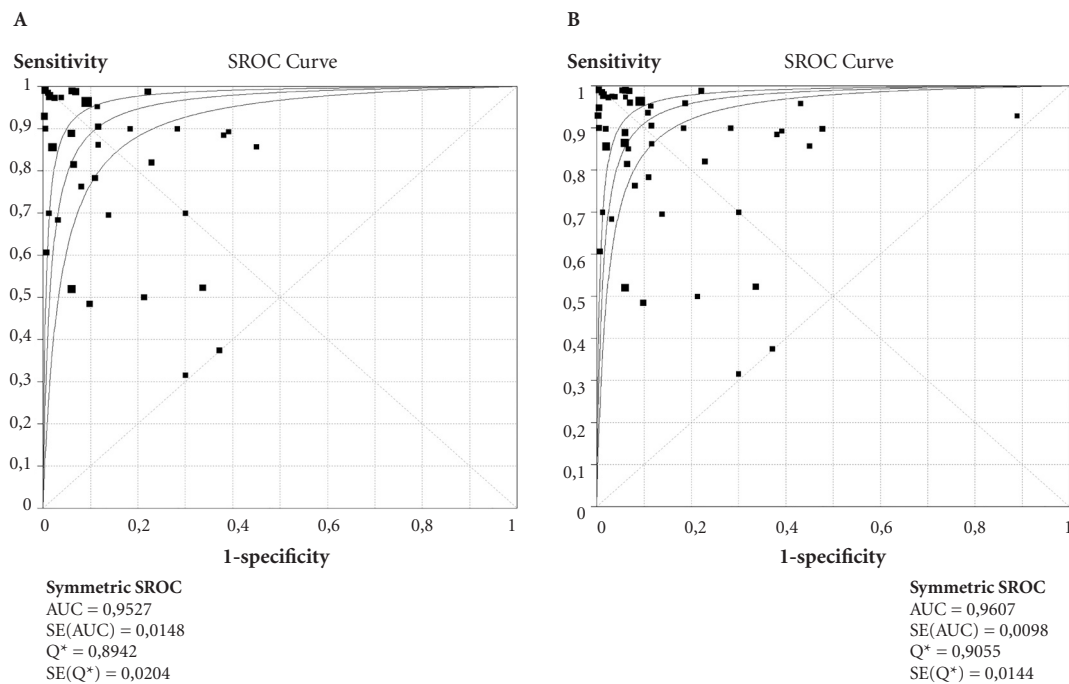 A
Sensitivity SROC Curve
1
0,9
0,8
0,7
0,6
0,5
0,4
0,3
0,2
0,1
0
0 0,2 0,4 0,6 0,8 1
1-specificity
Symmetric SROC
AUC = 0,9527
SE(AUC) = 0,0148
Q* = 0,8942
SE(Q*) = 0,0204
B
Sensitivity SROC Curve
1
0,9
0,8
0,7
0,6
0,5
0,4
0,3
0,2
0,1
0
0 0,2 0,4 0,6 0,8 1
1-specificity
Symmetric SROC
AUC = 0,9607
SE(AUC) = 0,0098
Q* = 0,9055
SE(Q*) = 0,0144